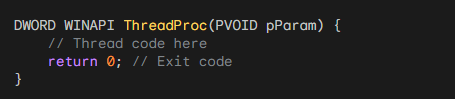 DWORD WINAPI ThreadProc(PVOID pParam) {
    // Thread code here
    return 0; // Exit code
}